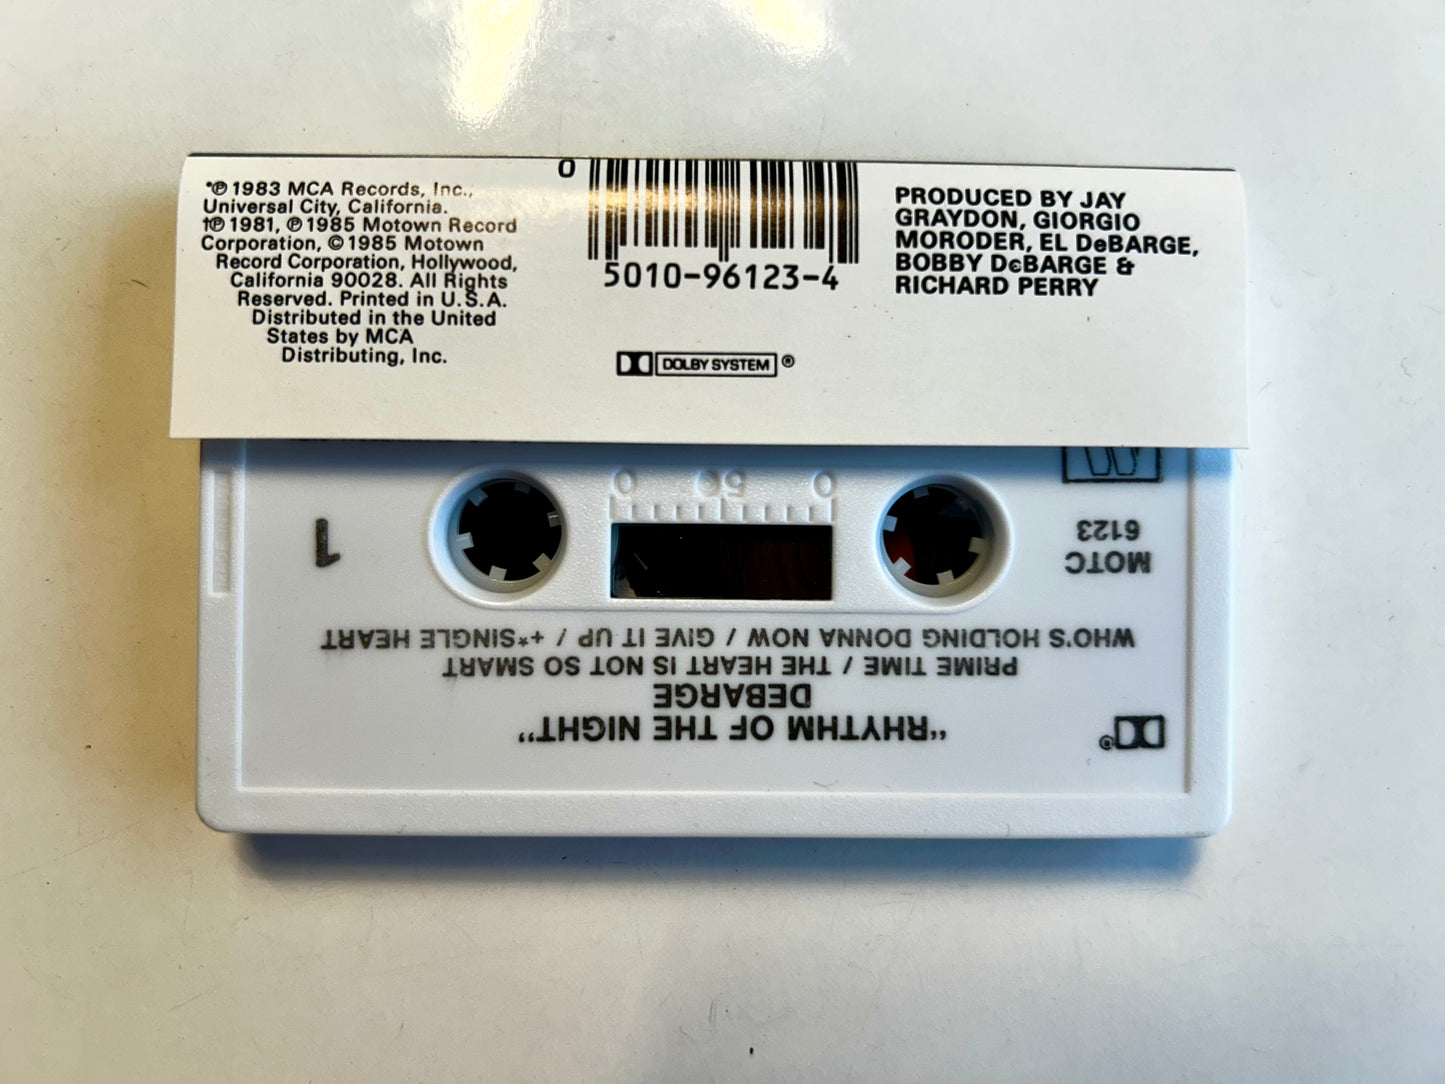 *℗ 1983 MCA Records, Inc.,
Universal City, California.
†℗ 1981, ℗ 1985 Motown Record
Corporation, © 1985 Motown
Record Corporation, Hollywood,
California 90028. All Rights
Reserved. Printed in U.S.A.
Distributed in the United
States by MCA
Distributing, Inc.
0
5010-96123-4
DOLBY SYSTEM ®
PRODUCED BY JAY
GRAYDON, GIORGIO
MORODER, EL DeBARGE,
BOBBY DeBARGE &
RICHARD PERRY
"RHYTHM OF THE NIGHT"
DEBARGE
PRIME TIME / THE HEART IS NOT SO SMART
WHO'S HOLDING DONNA NOW / GIVE IT UP / +*SINGLE HEART
MOTC
6123
1
0 50 0